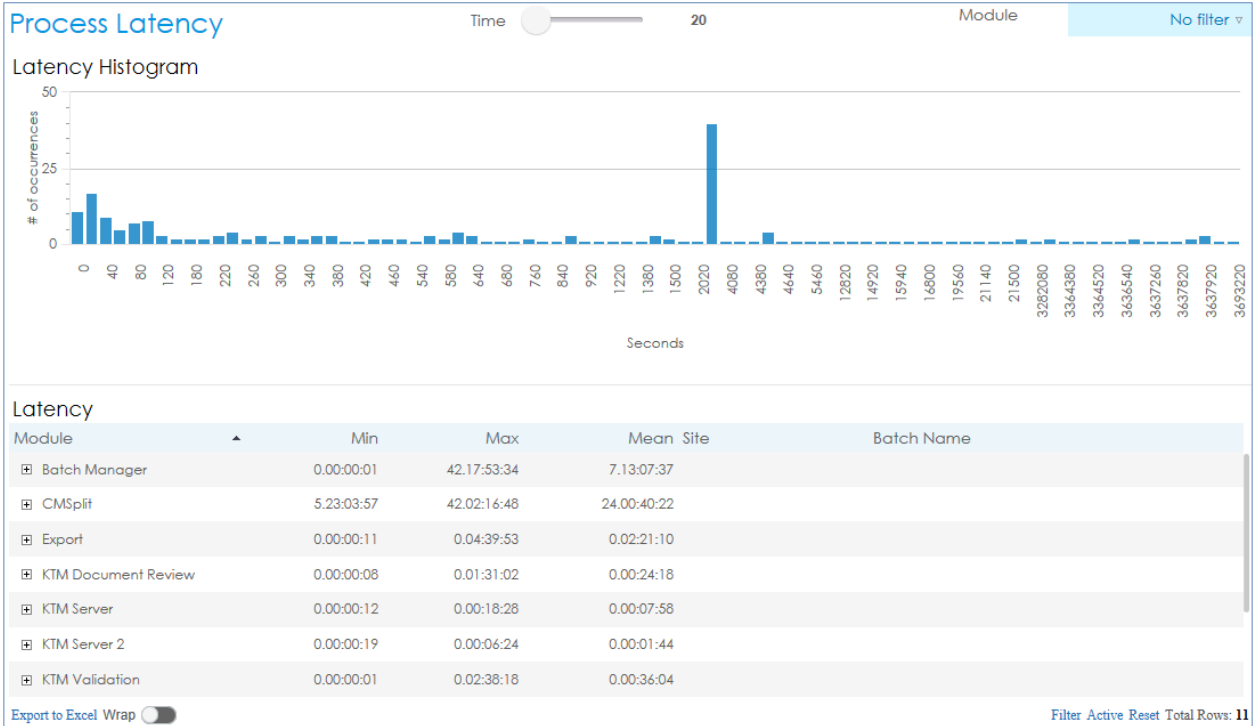 Process Latency Time 20 Module No filter
Latency Histogram
50
25
0
# of occurrences
0 40 80 120 180 220 260 300 340 380 420 460 540 580 640 680 760 840 920 1220 1380 1500 2020 4080 4380 4640 5460 12820 14920 15940 16800 19560 21140 21500 3282080 3364380 3364520 3636540 3637260 3637820 3637920 3693220
Seconds
Latency
Module Min Max Mean Site Batch Name
Batch Manager 0.00:00:01 42.17:53:34 7.13:07:37
CMSplit 5.23:03:57 42.02:16:48 24.00:40:22
Export 0.00:00:11 0.04:39:53 0.02:21:10
KTM Document Review 0.00:00:08 0.01:31:02 0.00:24:18
KTM Server 0.00:00:12 0.00:18:28 0.00:07:58
KTM Server 2 0.00:00:19 0.00:06:24 0.00:01:44
KTM Validation 0.00:00:01 0.02:38:18 0.00:36:04
Export to Excel Wrap Filter Active Reset Total Rows: 11